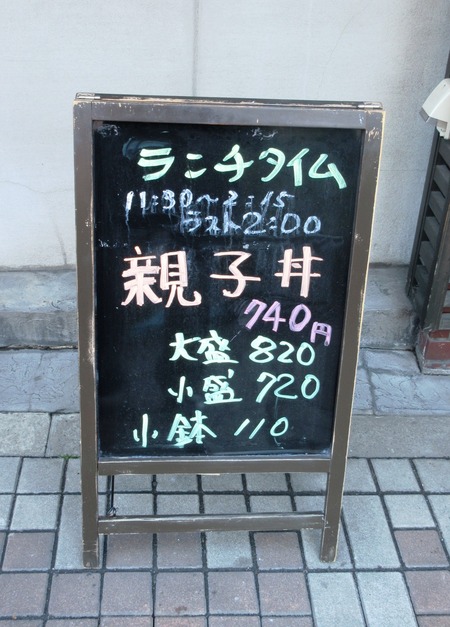 ランチタイム
11:30〜2:15
ラスト2:00
親子丼
740円
大盛 820
小盛 720
小鉢 110